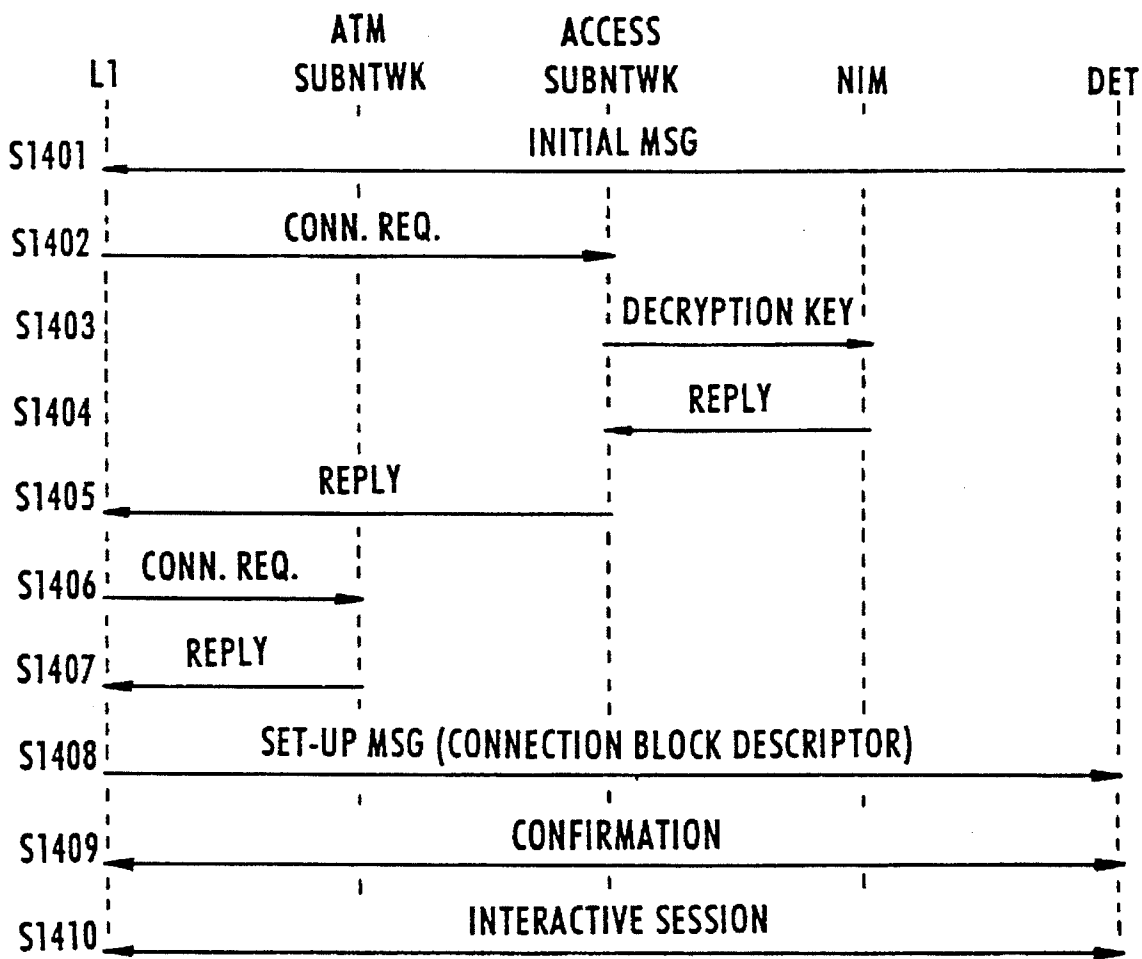 L1
ATM
SUBNTWK
ACCESS
SUBNTWK
NIM
DET
S1401
INITIAL MSG
S1402
CONN. REQ.
S1403
DECRYPTION KEY
S1404
REPLY
S1405
REPLY
S1406
CONN. REQ.
S1407
REPLY
S1408
SET-UP MSG (CONNECTION BLOCK DESCRIPTOR)
S1409
CONFIRMATION
S1410
INTERACTIVE SESSION